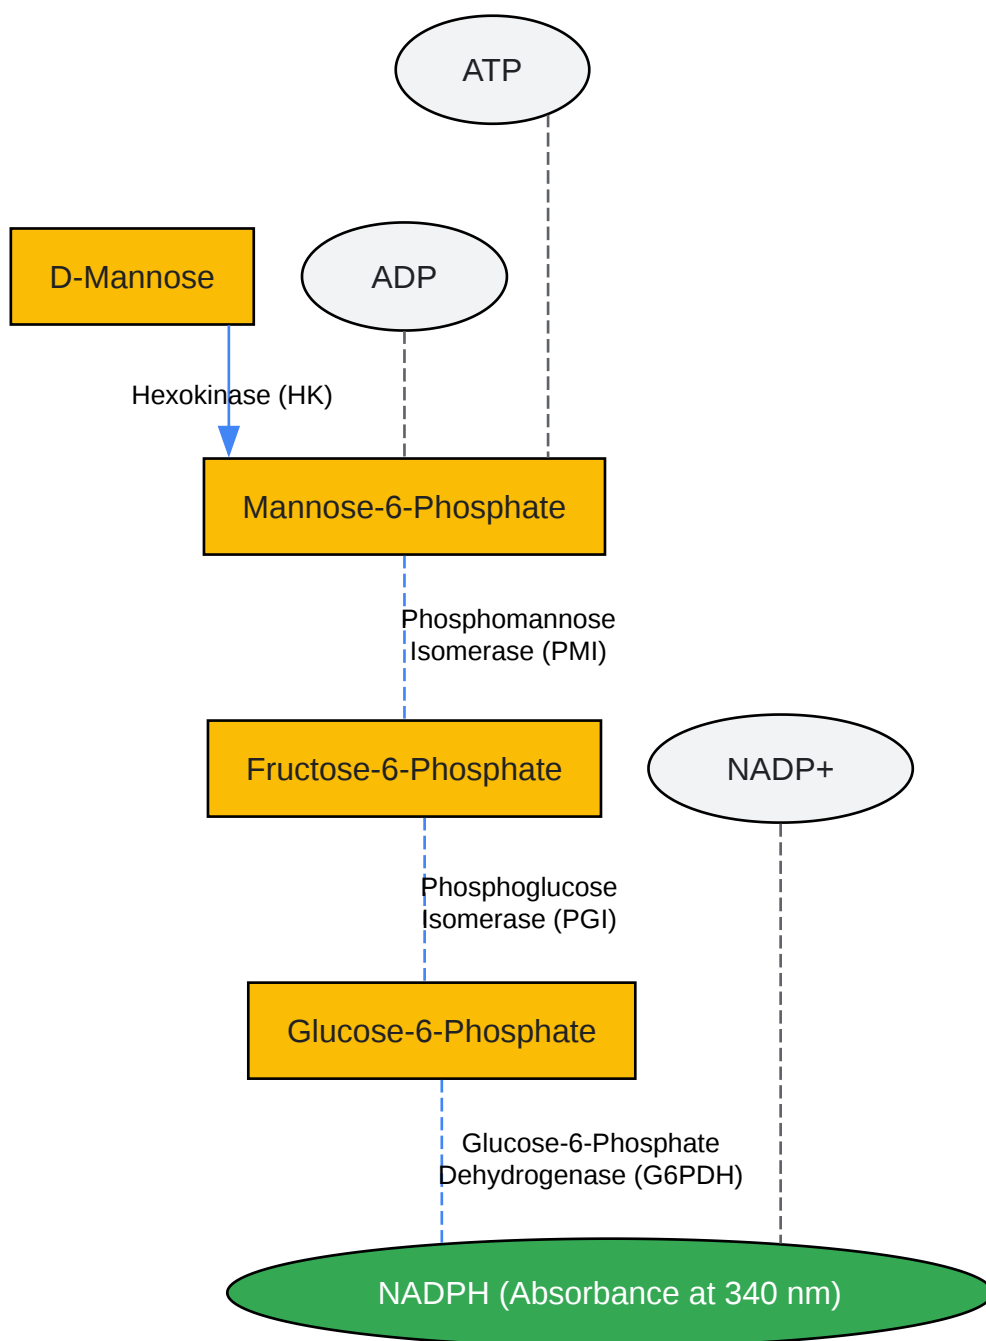 ATP
D-Mannose
ADP
Hexokinase (HK)
Mannose-6-Phosphate
Phosphomannose
Isomerase (PMI)
Fructose-6-Phosphate
NADP+
Phosphoglucose
Isomerase (PGI)
Glucose-6-Phosphate
Glucose-6-Phosphate
Dehydrogenase (G6PDH)
NADPH (Absorbance at 340 nm)